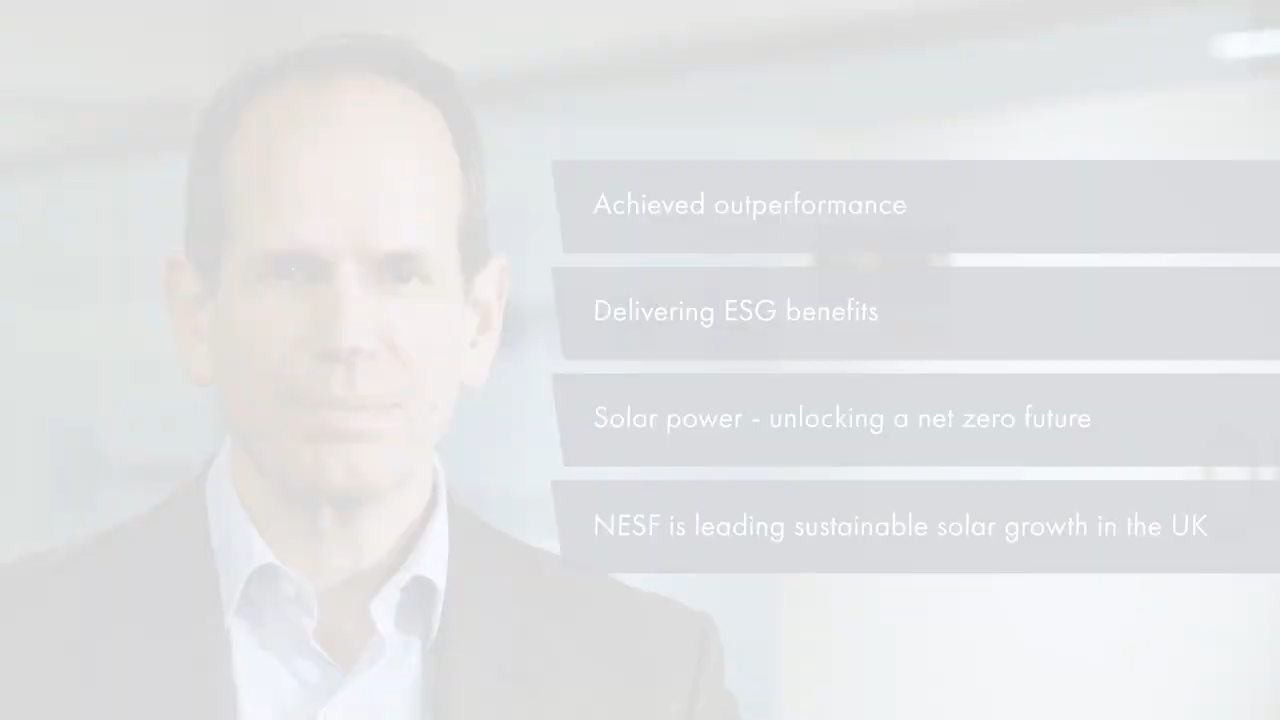 Achieved outperformance
Delivering ESG benefits
Solar power - unlocking a net zero future
NESF is leading sustainable solar growth in the UK